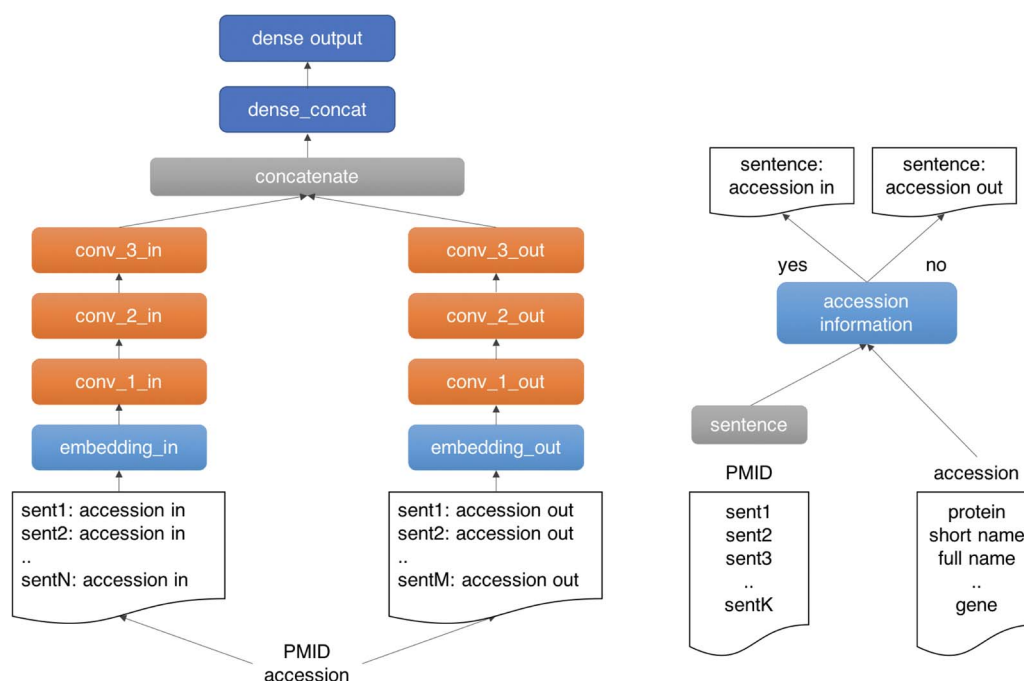 dense output
dense_concat
concatenate
conv_3_in
conv_3_out
conv_2_in
conv_2_out
conv_1_in
conv_1_out
embedding_in
embedding_out
sent1: accession in
sent2: accession in
..
sentN: accession in
sent1: accession out
sent2: accession out
..
sentM: accession out
PMID
accession
sentence:
accession in
sentence:
accession out
yes
no
accession
information
sentence
PMID
sent1
sent2
sent3
..
sentK
accession
protein
short name
full name
..
gene